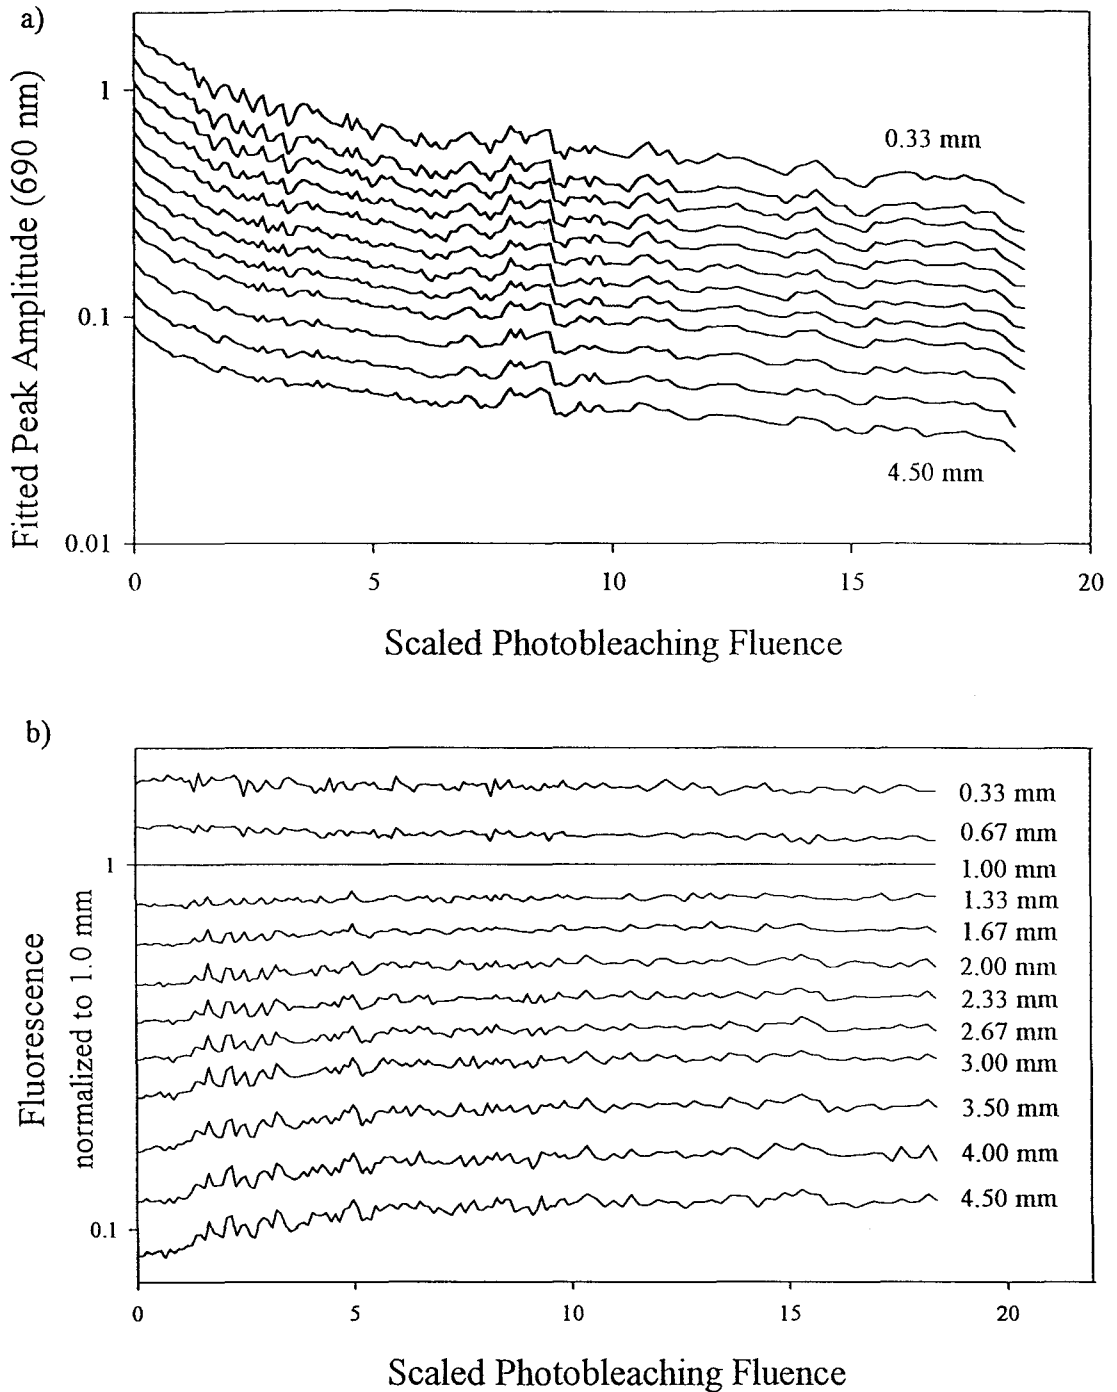 a)
Fitted Peak Amplitude (690 nm)
1
0.1
0.01
0.33 mm
4.50 mm
0
5
10
15
20
Scaled Photobleaching Fluence
b)
Fluorescence
normalized to 1.0 mm
1
0.1
0.33 mm
0.67 mm
1.00 mm
1.33 mm
1.67 mm
2.00 mm
2.33 mm
2.67 mm
3.00 mm
3.50 mm
4.00 mm
4.50 mm
0
5
10
15
20
Scaled Photobleaching Fluence